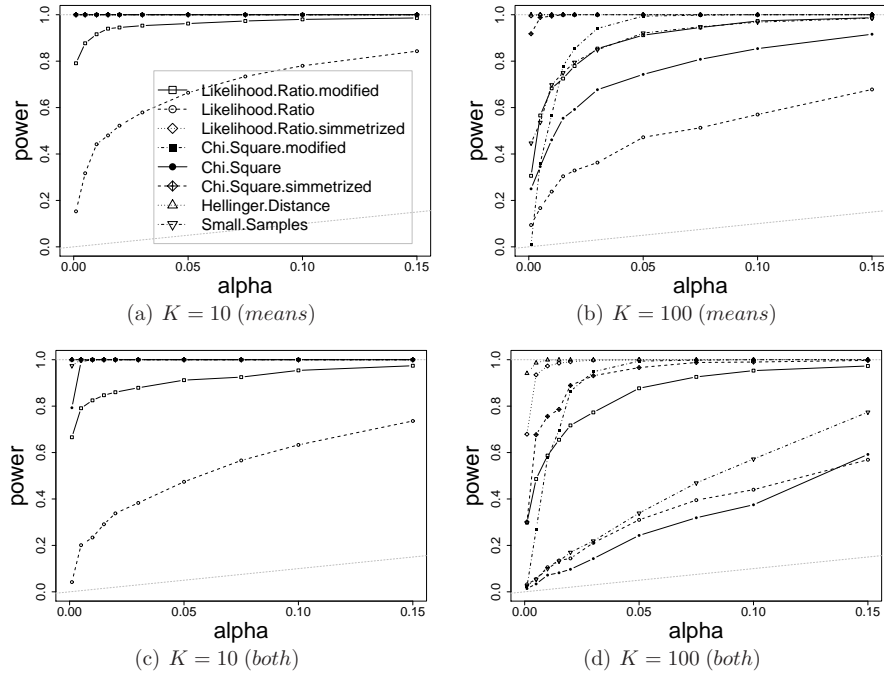 power
0.0 0.2 0.4 0.6 0.8 1.0
Likelihood.Ratio.modified
Likelihood.Ratio
Likelihood.Ratio.simmetrized
Chi.Square.modified
Chi.Square
Chi.Square.simmetrized
Hellinger.Distance
Small.Samples
0.00 0.05 0.10 0.15
alpha
(a) K = 10 (means)
power
0.0 0.2 0.4 0.6 0.8 1.0
0.00 0.05 0.10 0.15
alpha
(b) K = 100 (means)
power
0.0 0.2 0.4 0.6 0.8 1.0
0.00 0.05 0.10 0.15
alpha
(c) K = 10 (both)
power
0.0 0.2 0.4 0.6 0.8 1.0
0.00 0.05 0.10 0.15
alpha
(d) K = 100 (both)